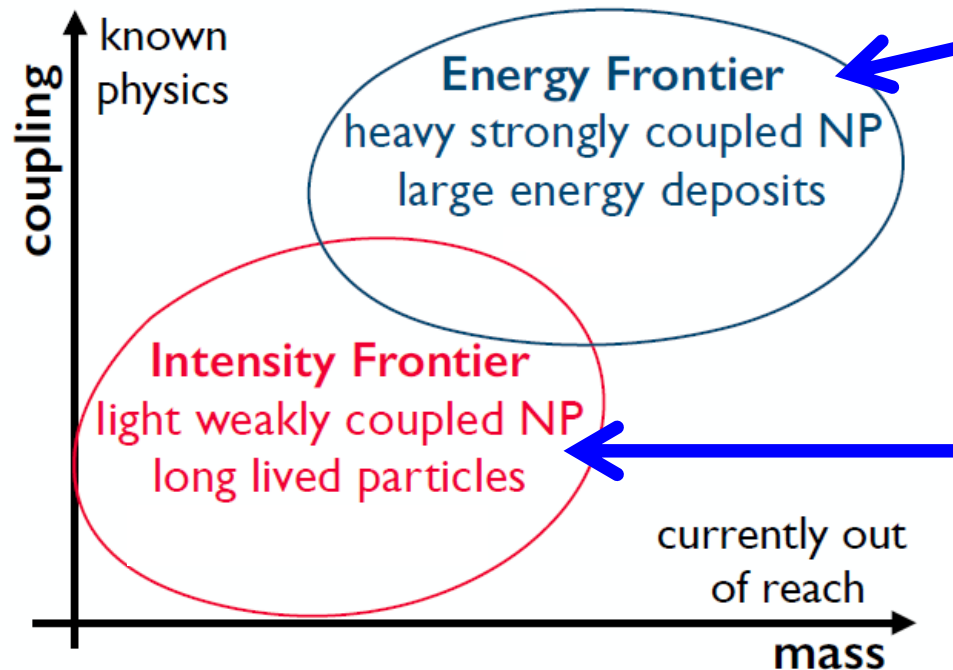 coupling
known
physics
Energy Frontier
heavy strongly coupled NP
large energy deposits
Intensity Frontier
light weakly coupled NP
long lived particles
currently out
of reach
mass